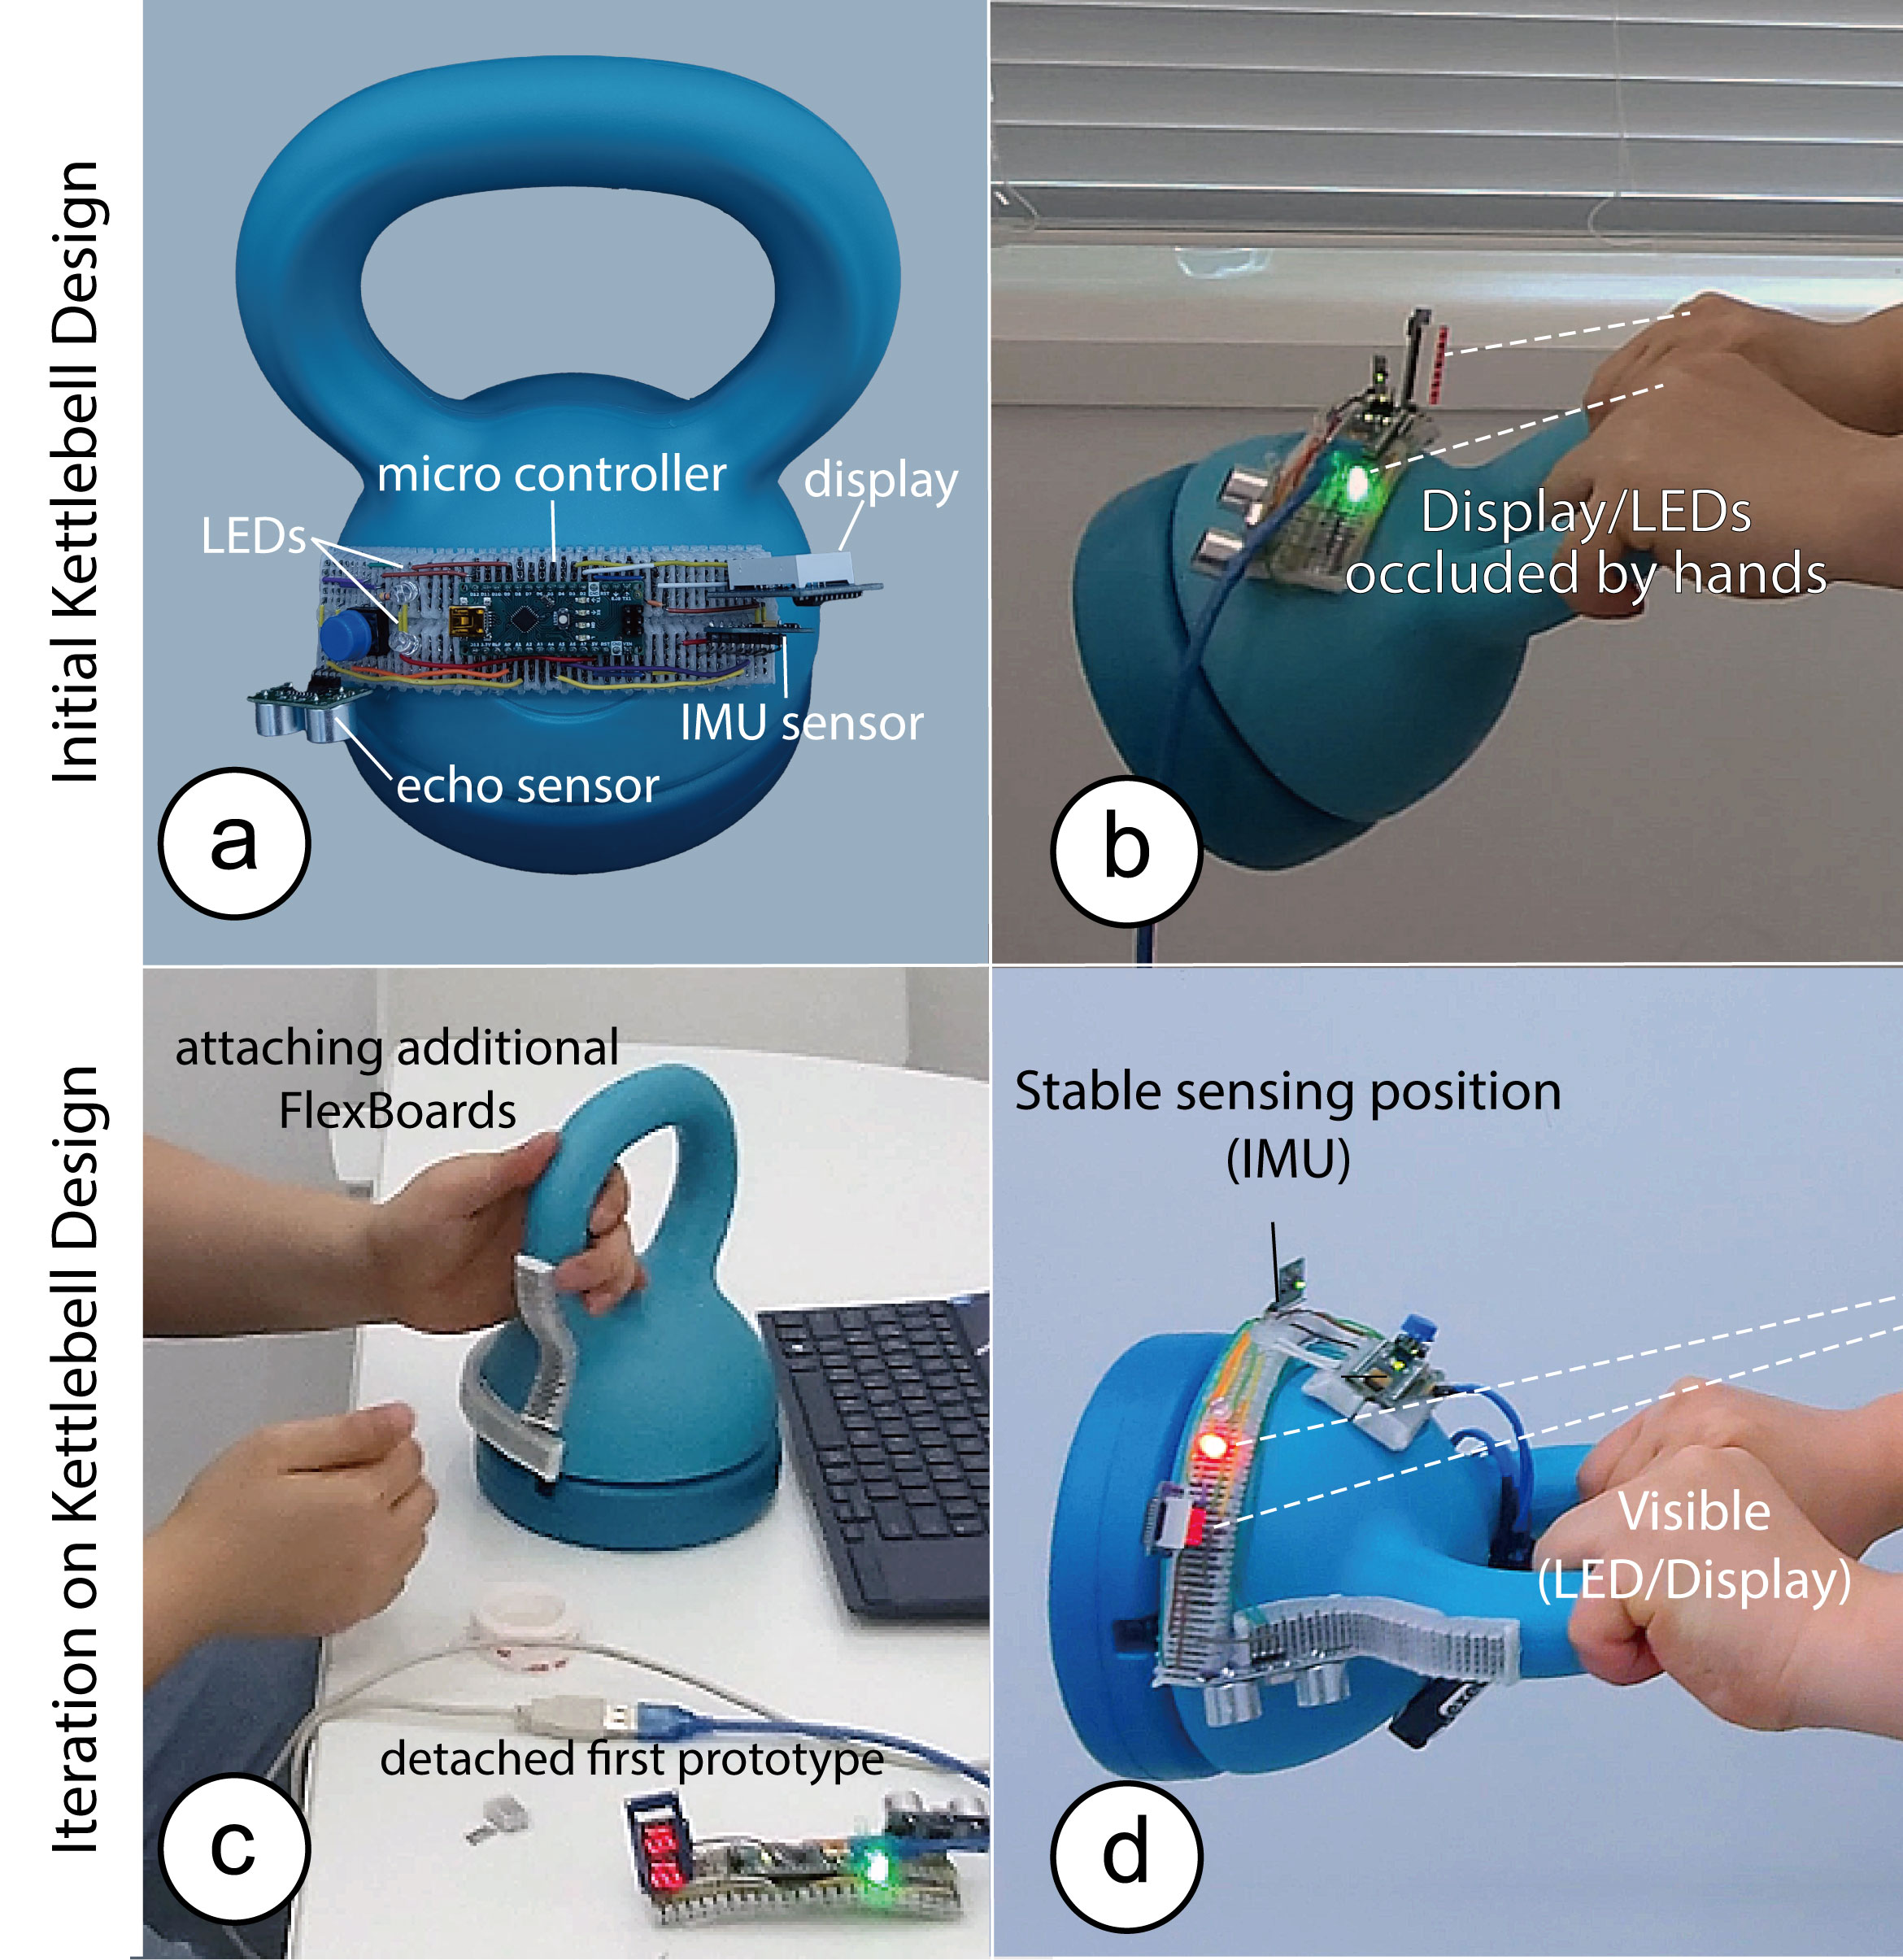 Initial Kettlebell Design
micro controller
display
LEDs
IMU sensor
echo sensor
a
Display/LEDs
occluded by hands
b
Iteration on Kettlebell Design
attaching additional
FlexBoards
detached first prototype
c
Stable sensing position
(IMU)
Visible
(LED/Display)
d